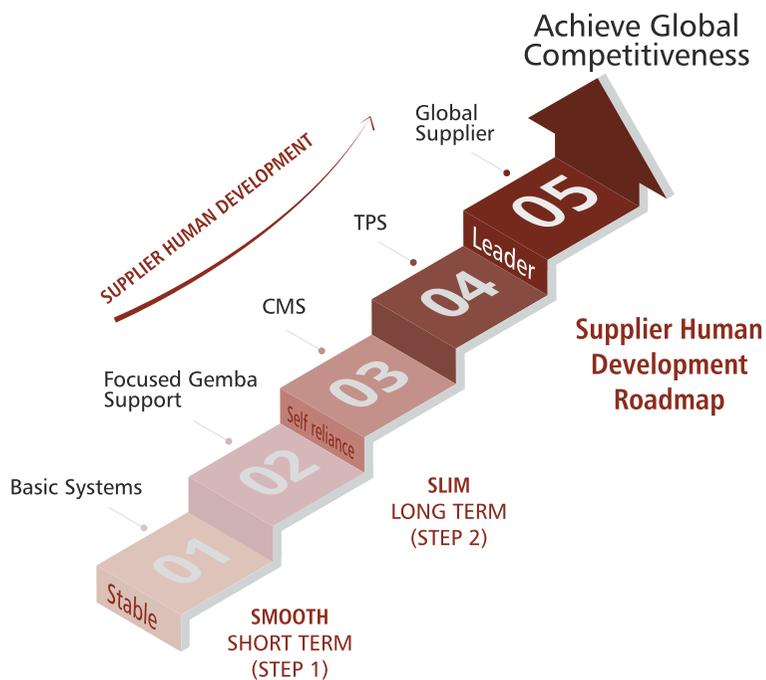 Achieve Global
Competitiveness
Global
Supplier
SUPPLIER HUMAN DEVELOPMENT
05
TPS
Leader
04
CMS
Supplier Human
Development
Roadmap
03
Focused Gemba
Support
Self reliance
02
Basic Systems
SLIM
LONG TERM
(STEP 2)
01
Stable
SMOOTH
SHORT TERM
(STEP 1)